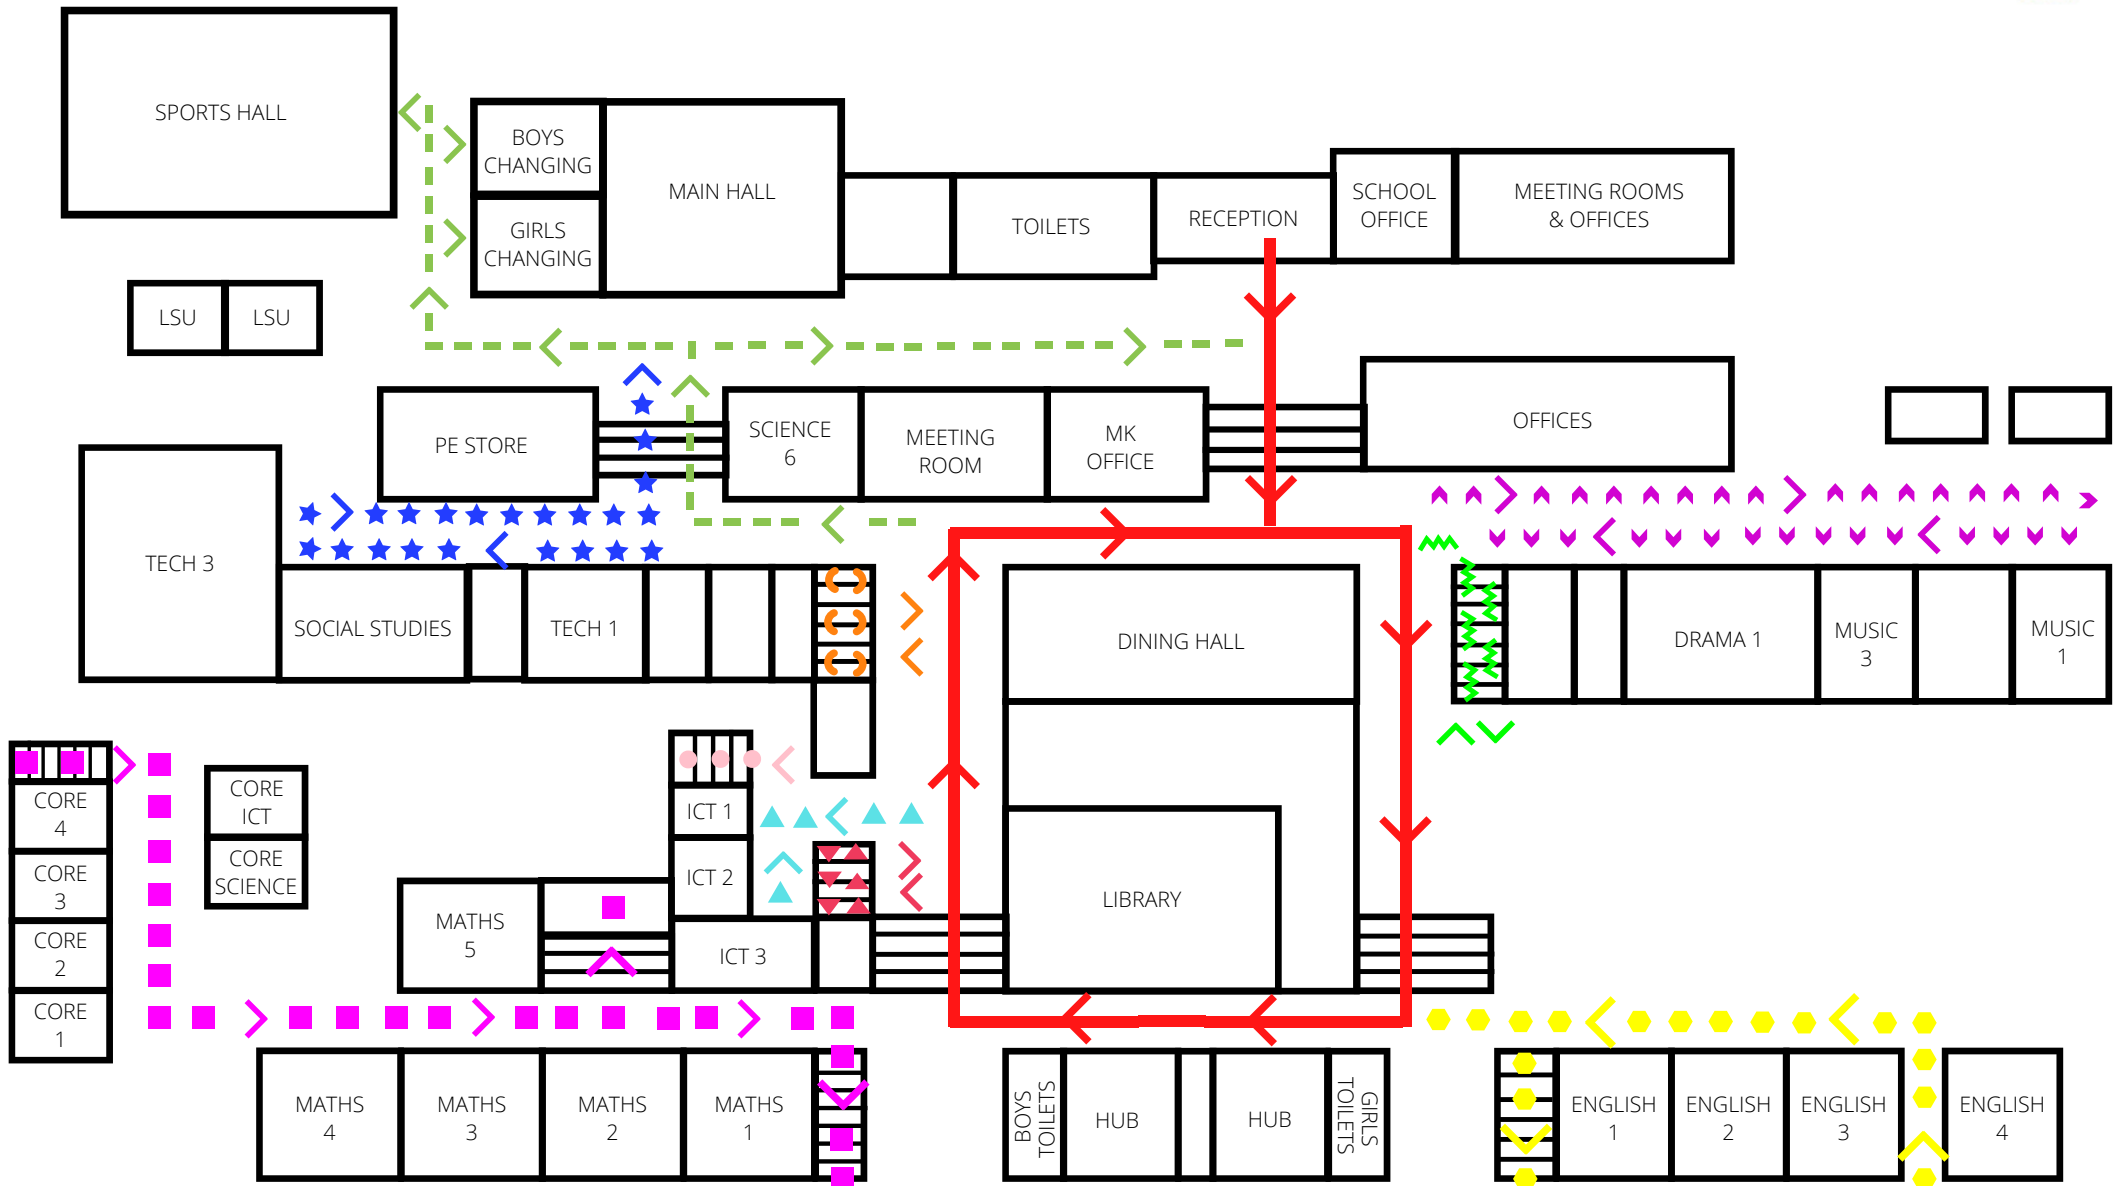 SPORTS HALL
BOYS
CHANGING
GIRLS
CHANGING
MAIN HALL
TOILETS
RECEPTION
SCHOOL
OFFICE
MEETING ROOMS
& OFFICES
LSU
LSU
PE STORE
SCIENCE
6
MEETING
ROOM
MK
OFFICE
OFFICES
TECH 3
SOCIAL STUDIES
TECH 1
DINING HALL
DRAMA 1
MUSIC
3
MUSIC
1
CORE
4
CORE
3
CORE
2
CORE
1
CORE
ICT
CORE
SCIENCE
ICT 1
ICT 2
ICT 3
MATHS
5
LIBRARY
MATHS
4
MATHS
3
MATHS
2
MATHS
1
BOYS
TOILETS
HUB
HUB
GIRLS
TOILETS
ENGLISH
1
ENGLISH
2
ENGLISH
3
ENGLISH
4